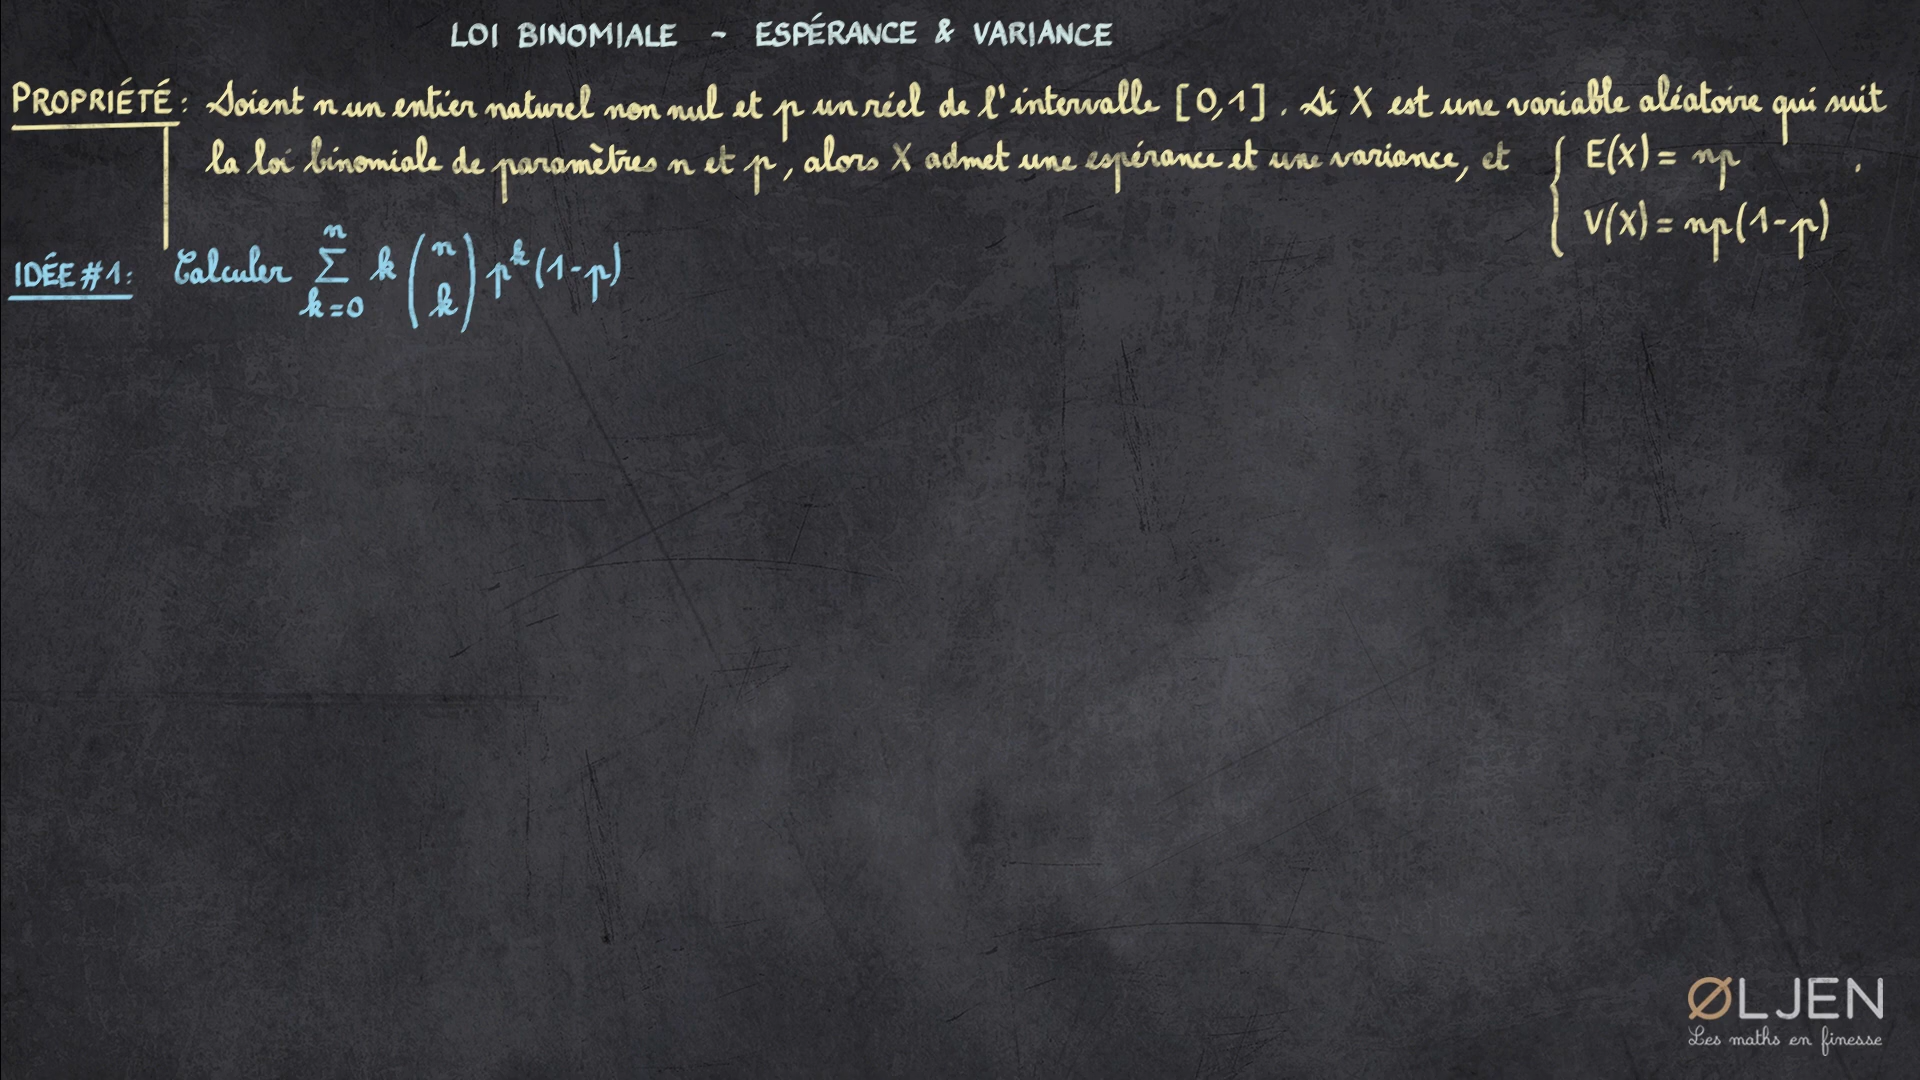 LOI BINOMIALE - ESPÉRANCE & VARIANCE
PROPRIÉTÉ : Soient n un entier naturel non nul et p un réel de l'intervalle [0,1]. Si X est une variable aléatoire qui suit
la loi binomiale de paramètres n et p, alors X admet une espérance et une variance, et { E(X) = np .
V(X) = np(1-p)
IDÉE #1: Calculer ∑_{k=0}^{n} k (n k) p^k (1-p)
ØLJEN
Les maths en finesse